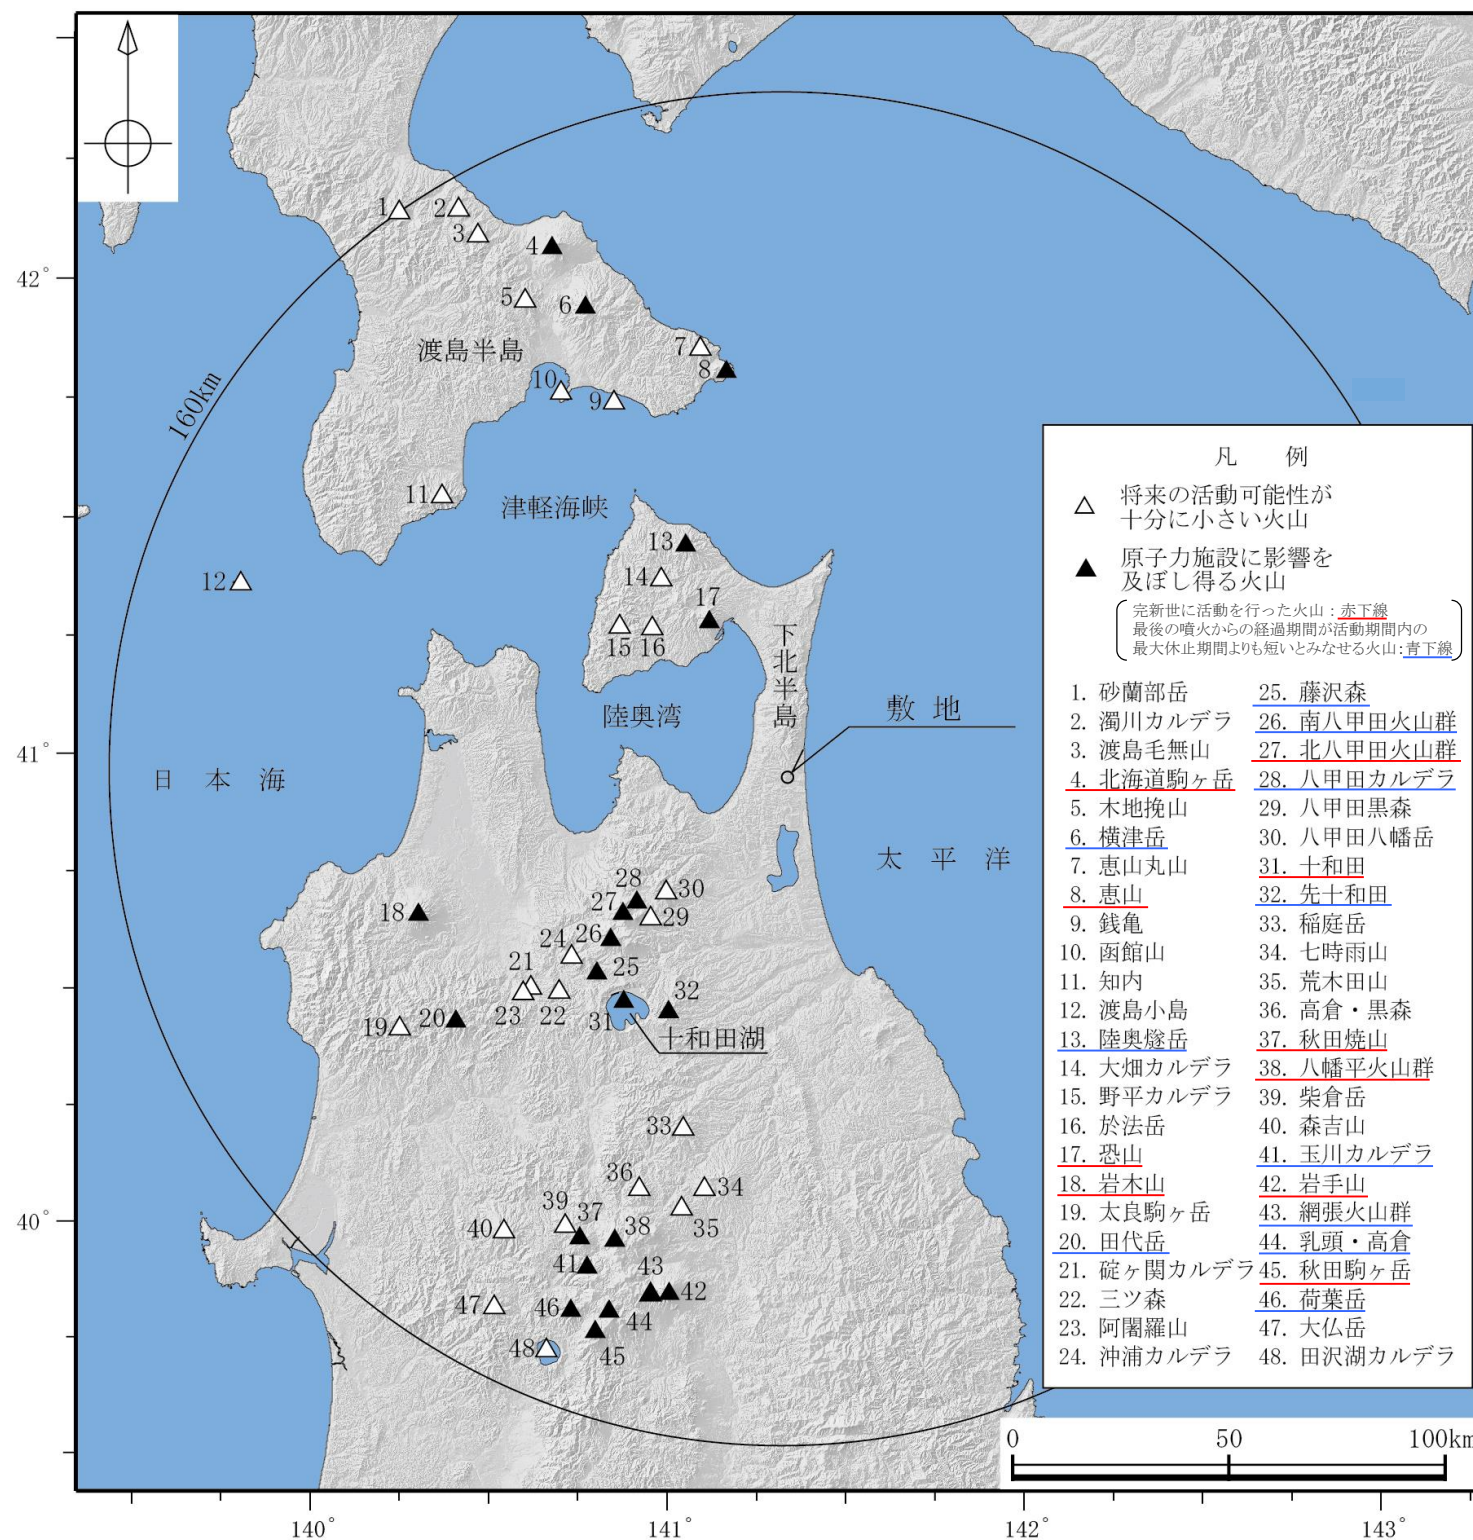 1
2
3
4
42°
5
6
渡島半島
7
8
10
9
160km
11
津軽海峡
13
14
12
17
15
16
下北半島
陸奥湾
敷 地
41°
日 本 海
太 平 洋
28
30
27
18
29
26
24
21
25
32
23
22
31
20
19
十和田湖
33
36
34
39
37
35
38
40
41
43
42
47
46
44
45
48
40°
凡 例
将来の活動可能性が
十分に小さい火山
原子力施設に影響を
及ぼし得る火山
完新世に活動を行った火山：赤下線
最後の噴火からの経過期間が活動期間内の
最大休止期間よりも短いとみなせる火山：青下線
1. 砂蘭部岳
2. 濁川カルデラ
3. 渡島毛無山
4. 北海道駒ヶ岳
5. 木地挽山
6. 横津岳
7. 恵山丸山
8. 恵山
9. 銭亀
10. 函館山
11. 知内
12. 渡島小島
13. 陸奥燧岳
14. 大畑カルデラ
15. 野平カルデラ
16. 於法岳
17. 恐山
18. 岩木山
19. 太良駒ヶ岳
20. 田代岳
21. 碇ヶ関カルデラ
22. 三ツ森
23. 阿闍羅山
24. 沖浦カルデラ
25. 藤沢森
26. 南八甲田火山群
27. 北八甲田火山群
28. 八甲田カルデラ
29. 八甲田黒森
30. 八甲田八幡岳
31. 十和田
32. 先十和田
33. 稲庭岳
34. 七時雨山
35. 荒木田山
36. 高倉・黒森
37. 秋田焼山
38. 八幡平火山群
39. 柴倉岳
40. 森吉山
41. 玉川カルデラ
42. 岩手山
43. 網張火山群
44. 乳頭・高倉
45. 秋田駒ヶ岳
46. 荷葉岳
47. 大仏岳
48. 田沢湖カルデラ
0 50 100km
140° 141° 142° 143°